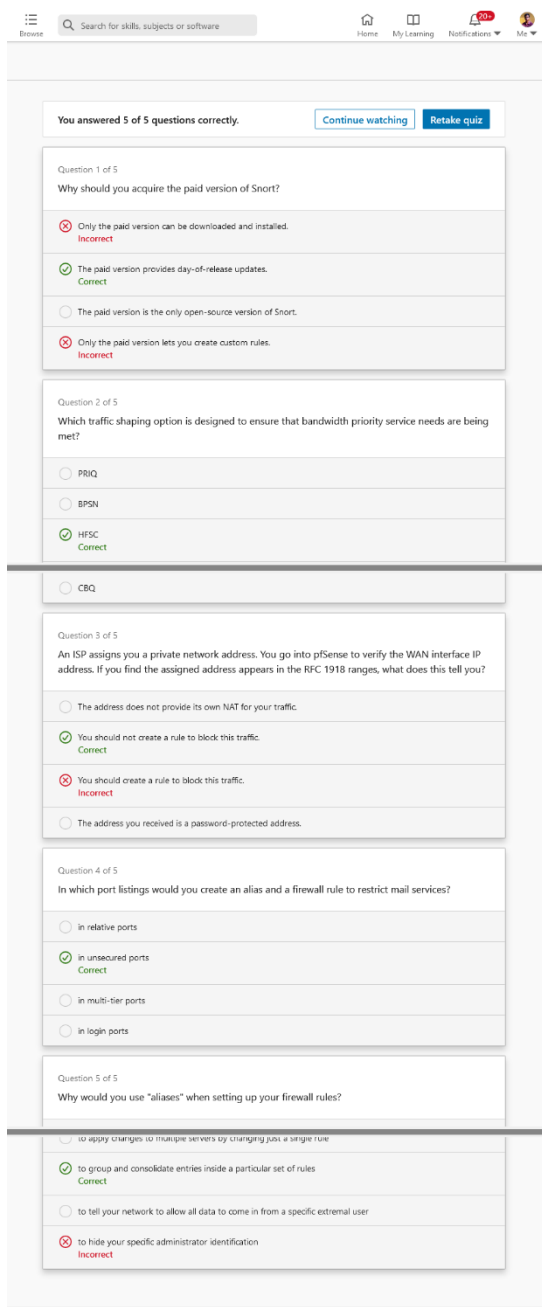 Browse
Search for skills, subjects or software
Home
My Learning
20+
Notifications
Me
You answered 5 of 5 questions correctly.
Continue watching
Retake quiz
Question 1 of 5
Why should you acquire the paid version of Snort?
Only the paid version can be downloaded and installed.
Incorrect
The paid version provides day-of-release updates.
Correct
The paid version is the only open-source version of Snort.
Only the paid version lets you create custom rules.
Incorrect
Question 2 of 5
Which traffic shaping option is designed to ensure that bandwidth priority service needs are being
met?
PRIQ
BPSN
HFSC
Correct
CBQ
Question 3 of 5
An ISP assigns you a private network address. You go into pfSense to verify the WAN interface IP
address. If you find the assigned address appears in the RFC 1918 ranges, what does this tell you?
The address does not provide its own NAT for your traffic.
You should not create a rule to block this traffic.
Correct
You should create a rule to block this traffic.
Incorrect
The address you received is a password-protected address.
Question 4 of 5
In which port listings would you create an alias and a firewall rule to restrict mail services?
in relative ports
in unsecured ports
Correct
in multi-tier ports
in login ports
Question 5 of 5
Why would you use "aliases" when setting up your firewall rules?
to apply changes to multiple servers by changing just a single rule
to group and consolidate entries inside a particular set of rules
Correct
to tell your network to allow all data to come in from a specific extremal user
to hide your specific administrator identification
Incorrect